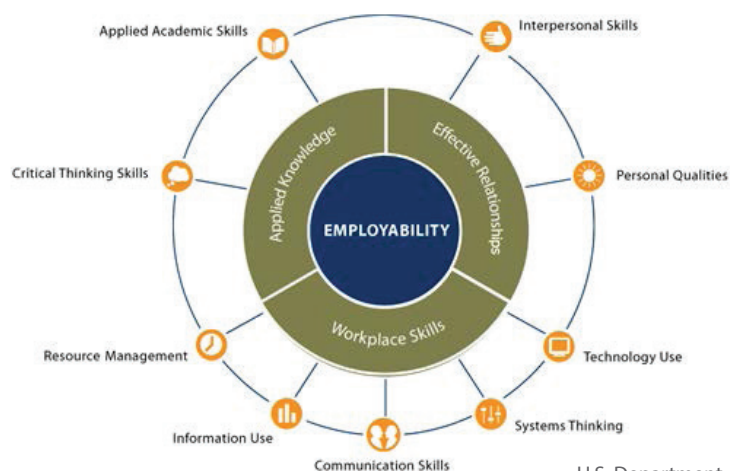 Applied Academic Skills
Interpersonal Skills
Critical Thinking Skills
Applied Knowledge
Effective Relationships
Personal Qualities
EMPLOYABILITY
Workplace Skills
Resource Management
Technology Use
Information Use
Systems Thinking
Communication Skills
U.S. Department